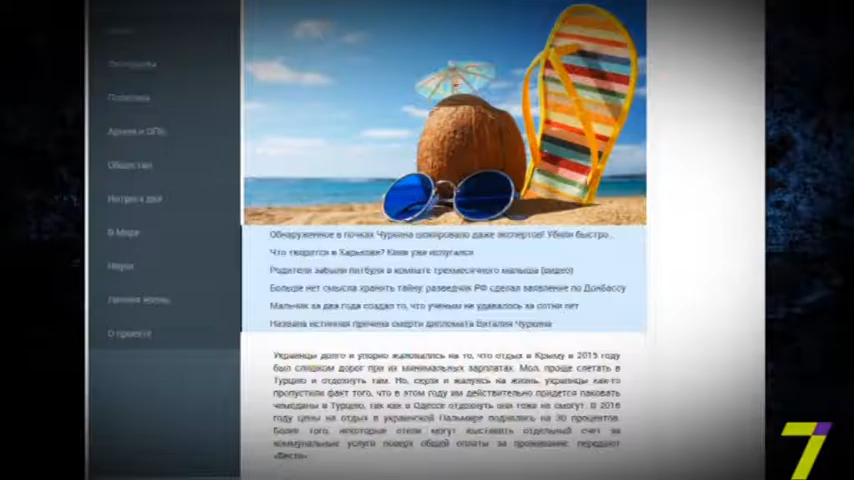 Политика
Армия и ОПК
Общество
Интриги дня
В Мире
Наука
Личная жизнь
О проекте
Обнаруженное в почках Чуркина шокировало даже экспертов! Убили быстро..
Что творится в Харькове? Киев уже испугался
Родители забыли питбуля в комнате трехмесячного малыша (видео)
Больше нет смысла хранить тайну: разведчик РФ сделал заявление по Донбассу
Мальчик за два года создал то, что ученым не удавалось за сотни лет
Названа истинная причина смерти дипломата Виталия Чуркина
Украинцы долго и упорно жаловались на то, что отдых в Крыму в 2015 году
был слишком дорог при их минимальных зарплатах. Мол, проще слетать в
Турцию и отдохнуть там. Но, скуля и жалуясь на жизнь, украинцы как-то
пропустили факт того, что в этом году им действительно придется паковать
чемоданы в Турцию, так как в Одессе отдохнуть они тоже не смогут. В 2016
году цены на отдых в украинской Пальмире поднялись на 30 процентов.
Более того, некоторые отели могут выставить отдельный счет за
коммунальные услуги поверх общей оплаты за проживание, передают
«Вести».
7